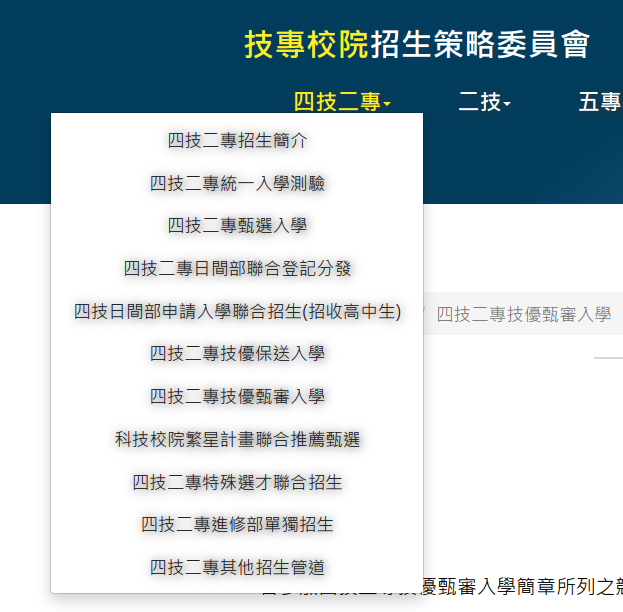 技專校院招生策略委員會
四技二專 二技 五專
四技二專招生簡介
四技二專統一入學測驗
四技二專甄選入學
四技二專日間部聯合登記分發
四技日間部申請入學聯合招生(招收高中生)
/ 四技二專技優甄審入學
四技二專技優保送入學
四技二專技優甄審入學
科技校院繁星計畫聯合推薦甄選
四技二專特殊選才聯合招生
四技二專進修部單獨招生
四技二專其他招生管道
優甄審入學簡章所列之